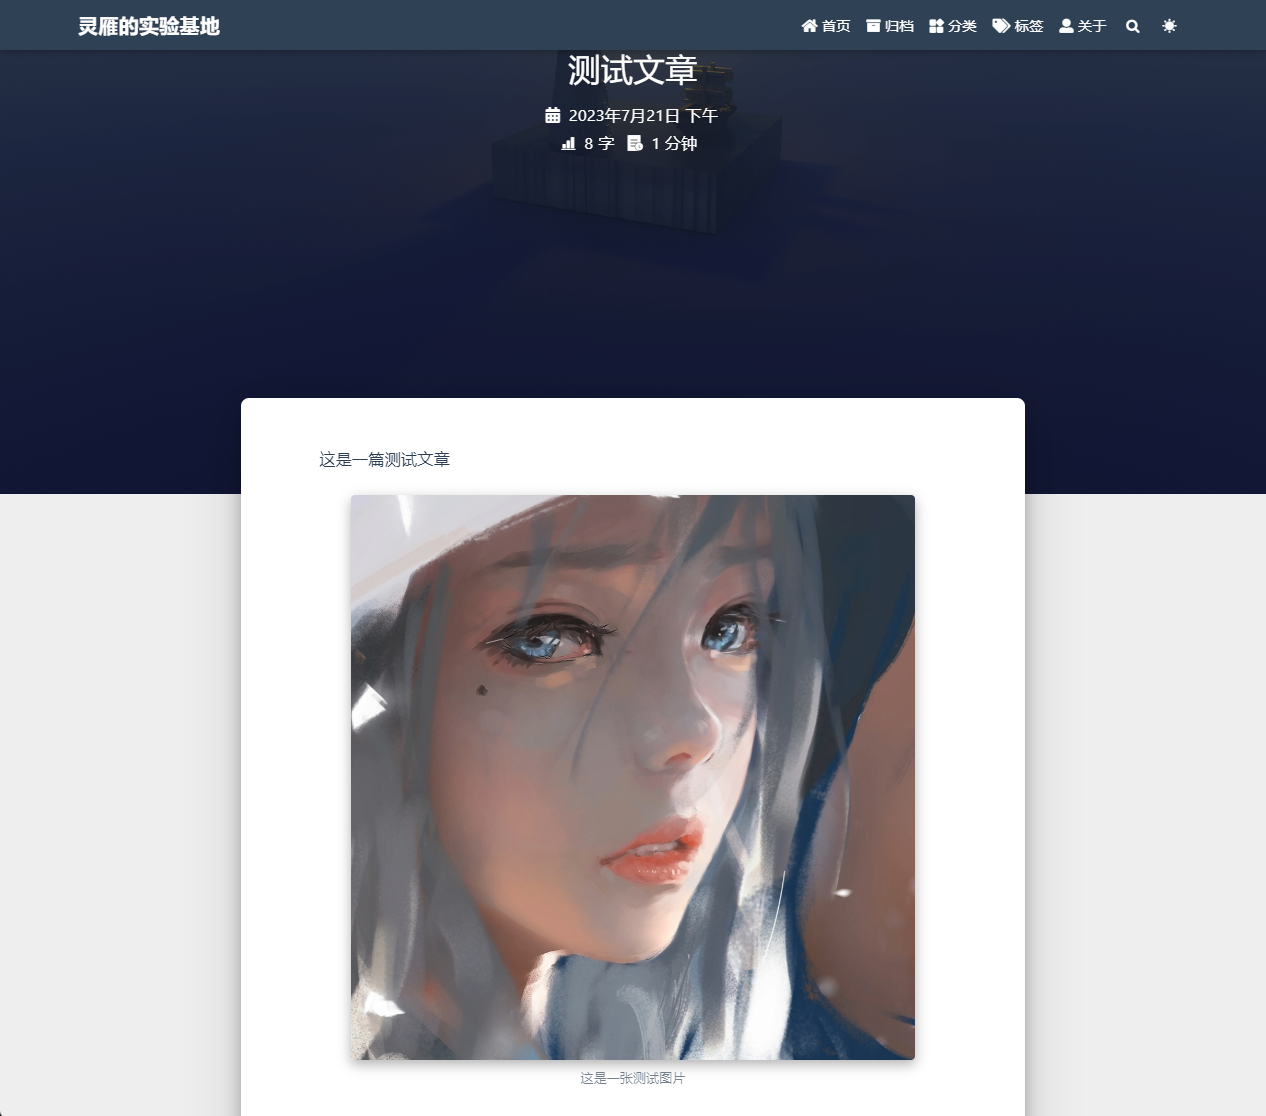 灵雁的实验基地
首页 归档 分类 标签 关于
测试文章
2023年7月21日 下午
8 字 1 分钟
这是一篇测试文章
这是一张测试图片